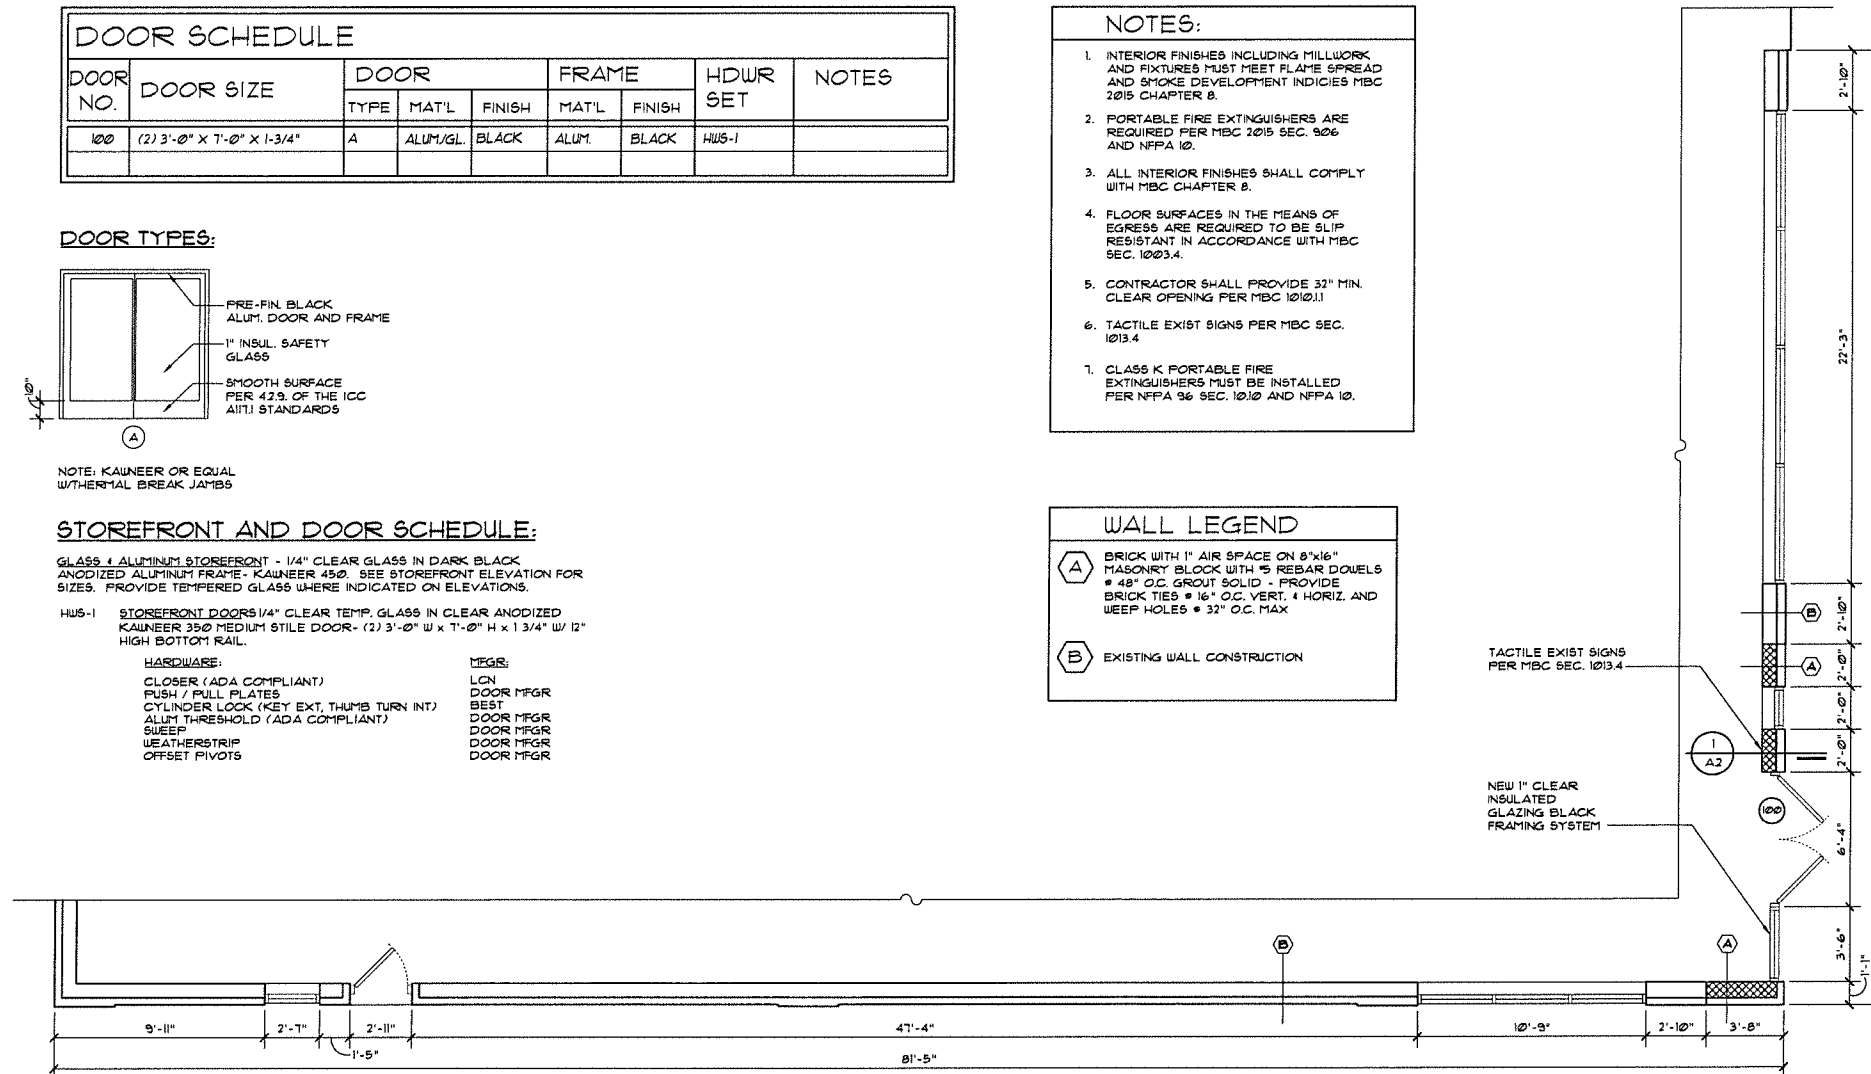 DOOR SCHEDULE
DOOR NO.
DOOR SIZE
DOOR
FRAME
HDWR SET
NOTES
TYPE MAT'L FINISH MAT'L FINISH
100 (2) 3'-0" X 7'-0" X 1-3/4" A ALUM/GL. BLACK ALUM. BLACK HWS-1
DOOR TYPES:
PRE-FIN. BLACK
ALUM. DOOR AND FRAME
1" INSUL. SAFETY
GLASS
SMOOTH SURFACE
PER 4.2.9. OF THE ICC
A117.1 STANDARDS
10"
A
NOTE: KAWNEER OR EQUAL
W/THERMAL BREAK JAMBS
STOREFRONT AND DOOR SCHEDULE:
GLASS & ALUMINUM STOREFRONT - 1/4" CLEAR GLASS IN DARK BLACK
ANODIZED ALUMINUM FRAME- KAWNEER 450. SEE STOREFRONT ELEVATION FOR
SIZES. PROVIDE TEMPERED GLASS WHERE INDICATED ON ELEVATIONS.
HWS-1 STOREFRONT DOORS 1/4" CLEAR TEMP. GLASS IN CLEAR ANODIZED
KAWNEER 350 MEDIUM STILE DOOR- (2) 3'-0" W x 7'-0" H x 1 3/4" W/ 12"
HIGH BOTTOM RAIL.
HARDWARE: MFGR:
CLOSER (ADA COMPLIANT) LCN
PUSH / PULL PLATES DOOR MFGR
CYLINDER LOCK (KEY EXT, THUMB TURN INT) BEST
ALUM THRESHOLD (ADA COMPLIANT) DOOR MFGR
SWEEP DOOR MFGR
WEATHERSTRIP DOOR MFGR
OFFSET PIVOTS DOOR MFGR
NOTES:
1. INTERIOR FINISHES INCLUDING MILLWORK
AND FIXTURES MUST MEET FLAME SPREAD
AND SMOKE DEVELOPMENT INDICIES MBC
2015 CHAPTER 8.
2. PORTABLE FIRE EXTINGUISHERS ARE
REQUIRED PER MBC 2015 SEC. 906
AND NFPA 10.
3. ALL INTERIOR FINISHES SHALL COMPLY
WITH MBC CHAPTER 8.
4. FLOOR SURFACES IN THE MEANS OF
EGRESS ARE REQUIRED TO BE SLIP
RESISTANT IN ACCORDANCE WITH MBC
SEC. 1003.4.
5. CONTRACTOR SHALL PROVIDE 32" MIN.
CLEAR OPENING PER MBC 1010.1.1
6. TACTILE EXIST SIGNS PER MBC SEC.
1013.4
7. CLASS K PORTABLE FIRE
EXTINGUISHERS MUST BE INSTALLED
PER NFPA 96 SEC. 10.10 AND NFPA 10.
WALL LEGEND
A BRICK WITH 1" AIR SPACE ON 8"x16"
MASONRY BLOCK WITH #5 REBAR DOWELS
@ 48" O.C. GROUT SOLID - PROVIDE
BRICK TIES @ 16" O.C. VERT. & HORIZ. AND
WEEP HOLES @ 32" O.C. MAX
B EXISTING WALL CONSTRUCTION
TACTILE EXIST SIGNS
PER MBC SEC. 1013.4
1
A.2
NEW 1" CLEAR
INSULATED
GLAZING BLACK
FRAMING SYSTEM
100
B
A
2'-10"
22'-3"
2'-10"
2'-0"
2'-0"
2'-0"
6'-4"
3'-6"
1'-1"
B
A
9'-11" 2'-7" 1'-5" 2'-11" 47'-4" 10'-9" 2'-10" 3'-8"
81'-5"